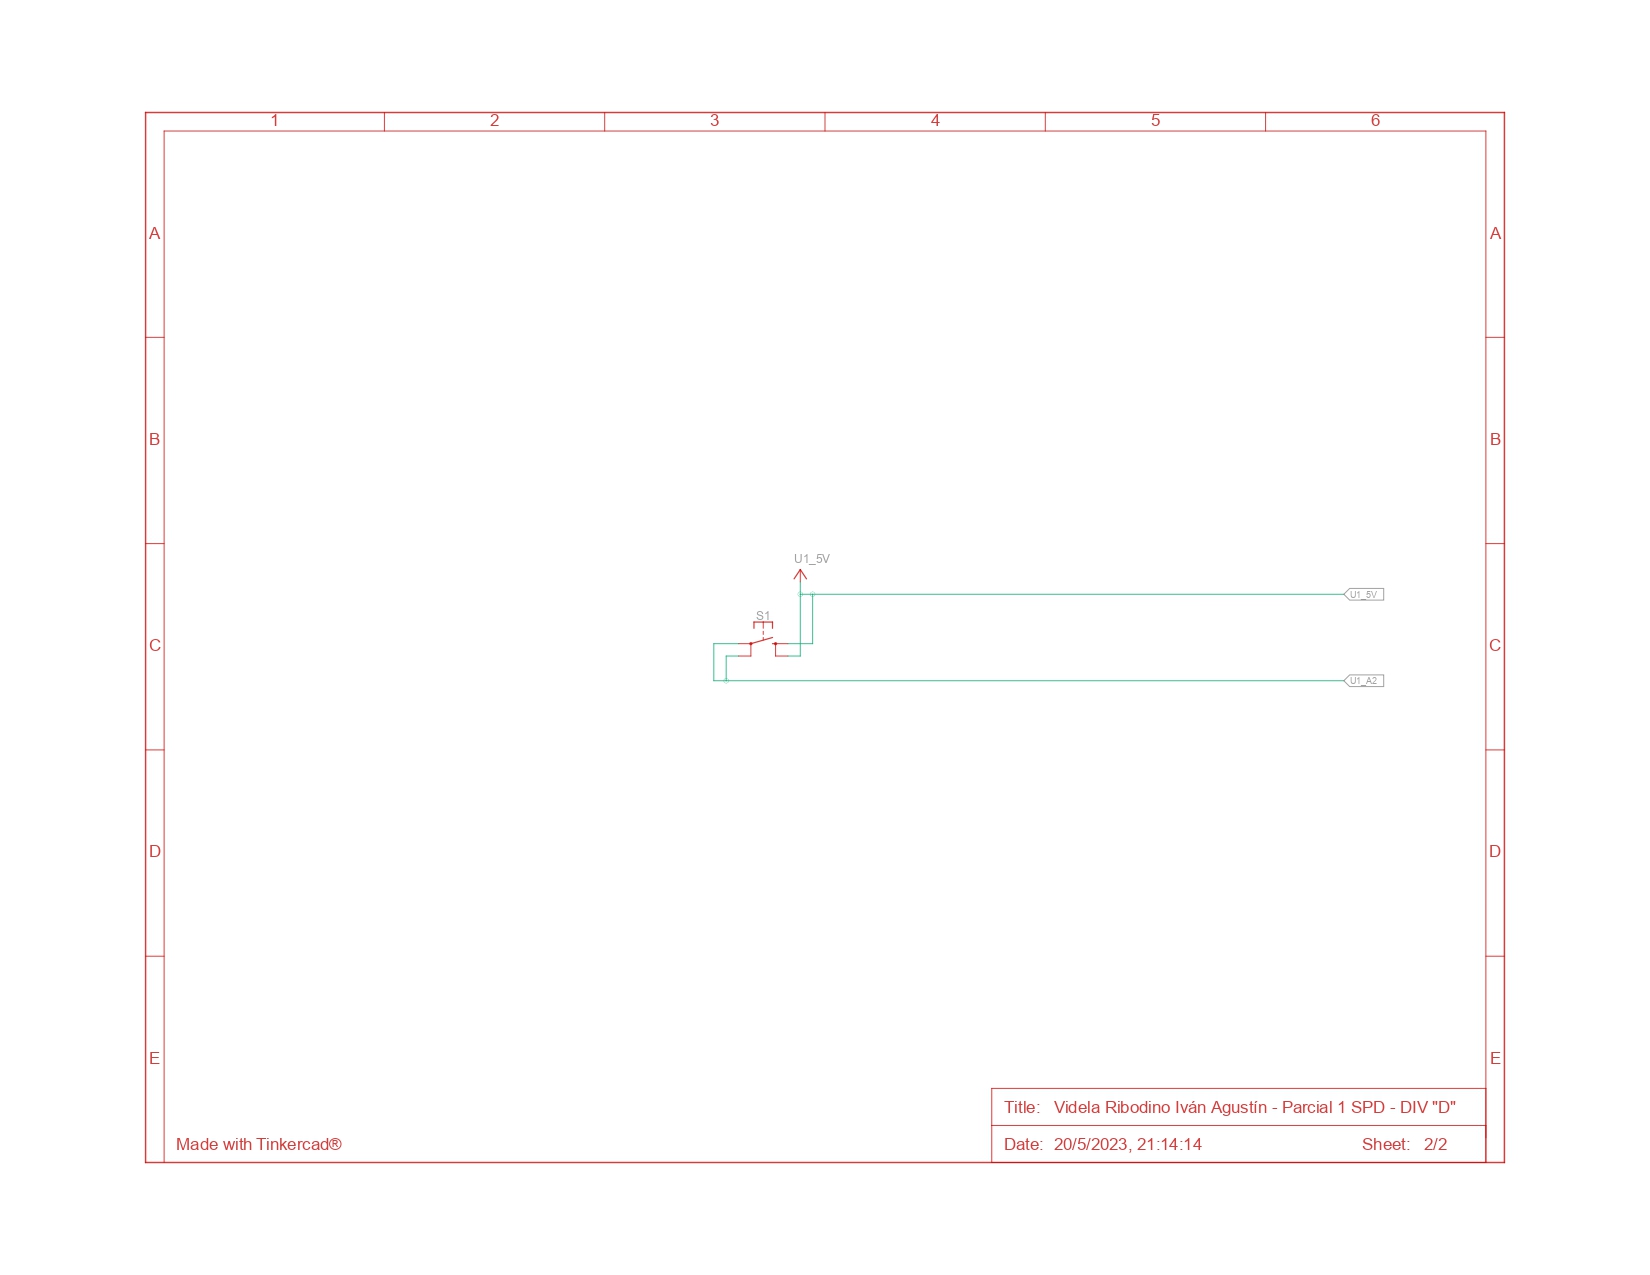 1 2 3 4 5 6
A A
B B
U1_5V
U1_5V
S1
C C
U1_A2
D D
E E
Title: Videla Ribodino Iván Agustín - Parcial 1 SPD - DIV "D"
Made with Tinkercad® Date: 20/5/2023, 21:14:14 Sheet: 2/2